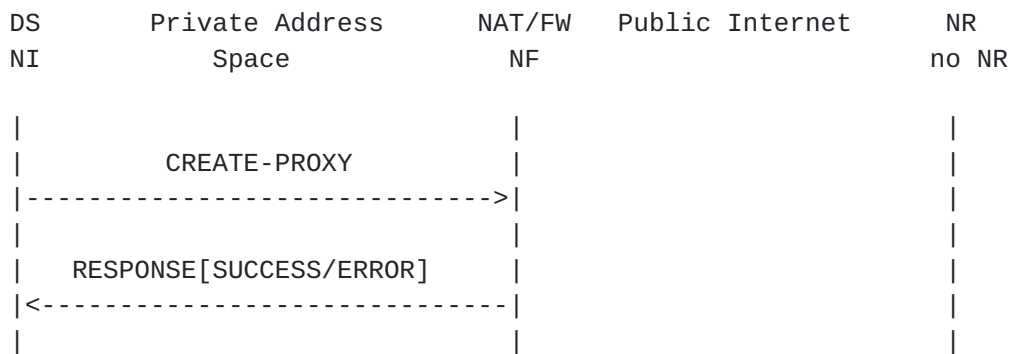 DS       Private Address      NAT/FW   Public Internet      NR
NI           Space              NF                         no NR

|                               |                           |
|         CREATE-PROXY          |                           |
|------------------------------>|                           |
|                               |                           |
|   RESPONSE[SUCCESS/ERROR]     |                           |
|<------------------------------|                           |
|                               |                           |